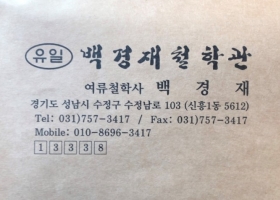 유일 백경재철학관
여류철학사 백 경 재
경기도 성남시 수정구 수정남로 103 (신흥1동 5612)
Tel: 031)757-3417 / Fax: 031)757-3417
Mobile: 010-8696-3417
13338